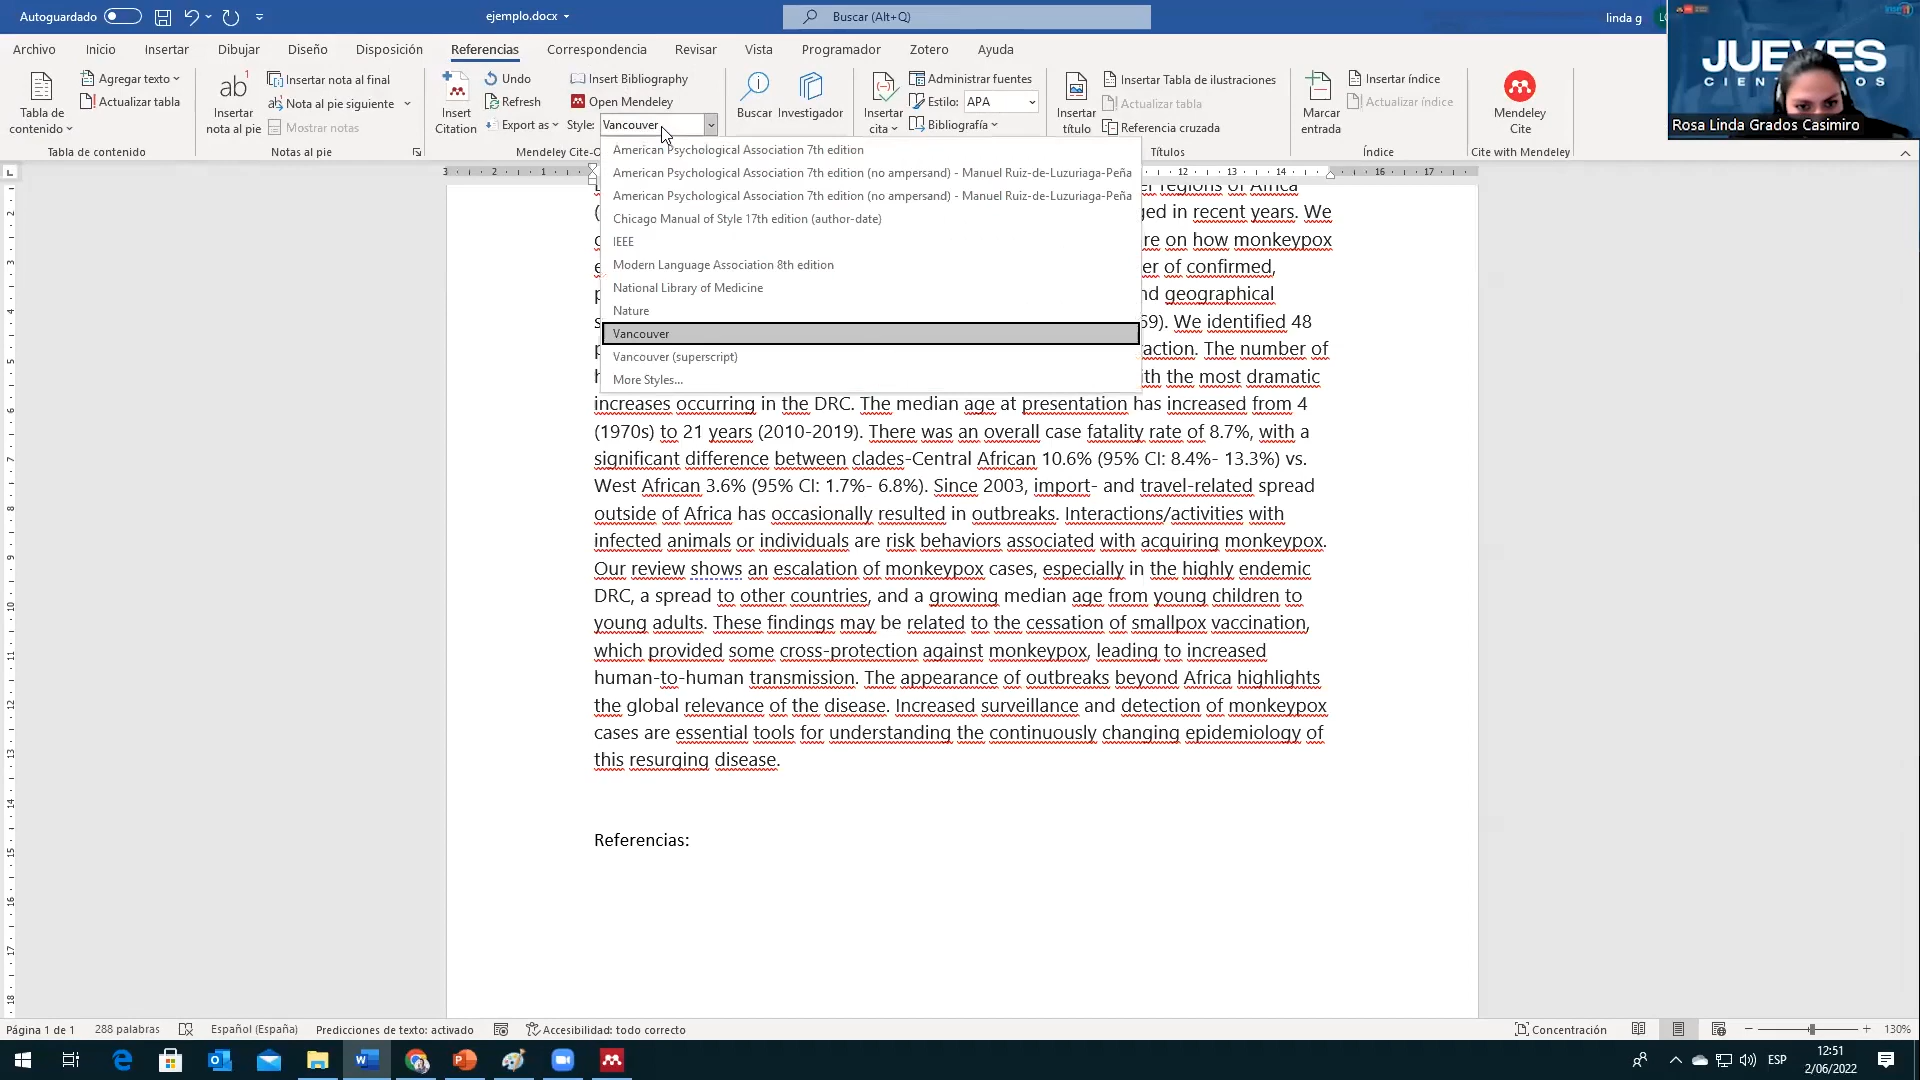 Autoguardado
ejemplo.docx
Buscar (Alt+Q)
linda g
Archivo Inicio Insertar Dibujar Diseño Disposición Referencias Correspondencia Revisar Vista Programador Zotero Ayuda
Tabla de contenido
Agregar texto
Actualizar tabla
Tabla de contenido
Insertar nota al pie
Insertar nota al final
Nota al pie siguiente
Mostrar notas
Notas al pie
Insert Citation
Undo
Refresh
Export as
Insert Bibliography
Open Mendeley
Style: Vancouver
Mendeley Cite-O
Buscar
Investigador
Insertar cita
Administrar fuentes
Estilo: APA
Bibliografía
Insertar título
Insertar Tabla de ilustraciones
Actualizar tabla
Referencia cruzada
Títulos
Marcar entrada
Insertar índice
Actualizar índice
Índice
Mendeley Cite
Cite with Mendeley
JUEVES
CIENTÍFICOS
Rosa Linda Grados Casimiro
American Psychological Association 7th edition
American Psychological Association 7th edition (no ampersand) - Manuel Ruiz-de-Luzuriaga-Peña
American Psychological Association 7th edition (no ampersand) - Manuel Ruiz-de-Luzuriaga-Peña
Chicago Manual of Style 17th edition (author-date)
IEEE
Modern Language Association 8th edition
National Library of Medicine
Nature
Vancouver
Vancouver (superscript)
More Styles...
3 2 1 12 13 14 15 16 17
er regions of Africa
ged in recent years. We
re on how monkeypox
er of confirmed,
nd geographical
69). We identified 48
action. The number of
ith the most dramatic
increases occurring in the DRC. The median age at presentation has increased from 4
(1970s) to 21 years (2010-2019). There was an overall case fatality rate of 8.7%, with a
significant difference between clades-Central African 10.6% (95% CI: 8.4%- 13.3%) vs.
West African 3.6% (95% CI: 1.7%- 6.8%). Since 2003, import- and travel-related spread
outside of Africa has occasionally resulted in outbreaks. Interactions/activities with
infected animals or individuals are risk behaviors associated with acquiring monkeypox.
Our review shows an escalation of monkeypox cases, especially in the highly endemic
DRC, a spread to other countries, and a growing median age from young children to
young adults. These findings may be related to the cessation of smallpox vaccination,
which provided some cross-protection against monkeypox, leading to increased
human-to-human transmission. The appearance of outbreaks beyond Africa highlights
the global relevance of the disease. Increased surveillance and detection of monkeypox
cases are essential tools for understanding the continuously changing epidemiology of
this resurging disease.
Referencias:
Página 1 de 1 288 palabras Español (España) Predicciones de texto: activado Accesibilidad: todo correcto Concentración 130%
ESP
12:51
2/06/2022